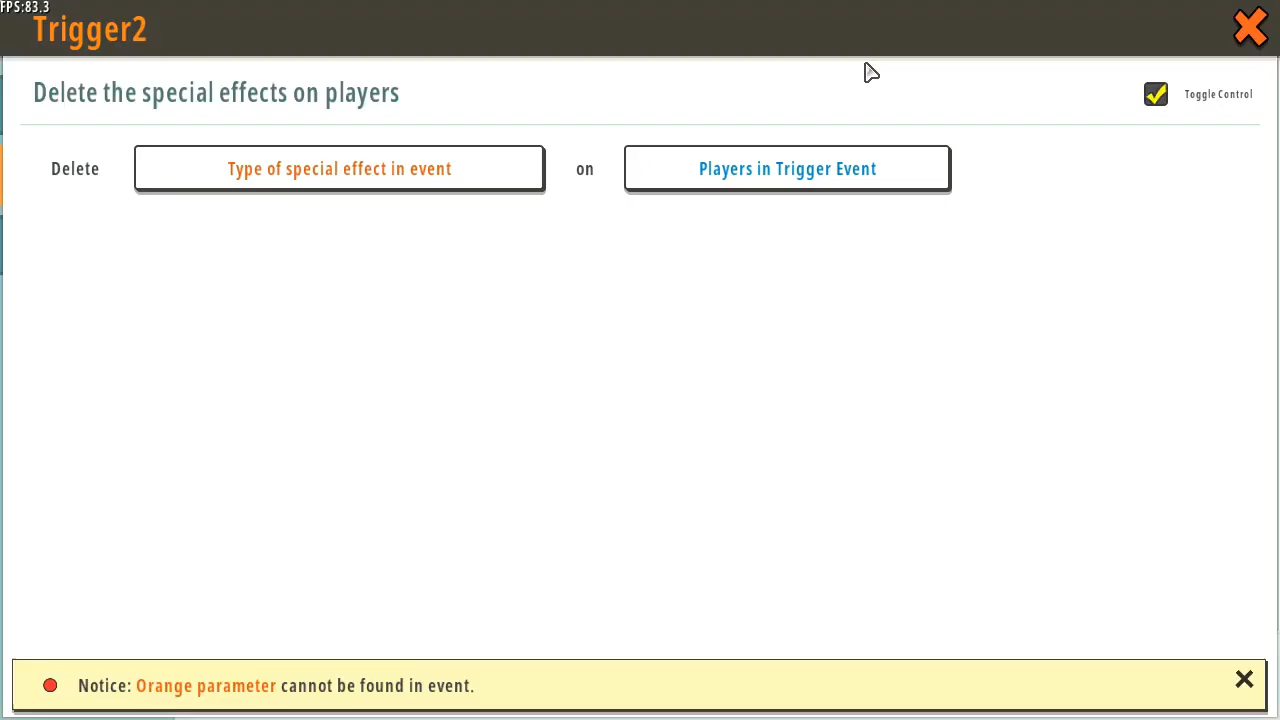 FPS:83.3
Trigger2
Delete the special effects on players
Toggle Control
Delete Type of special effect in event on Players in Trigger Event
Notice: Orange parameter cannot be found in event.